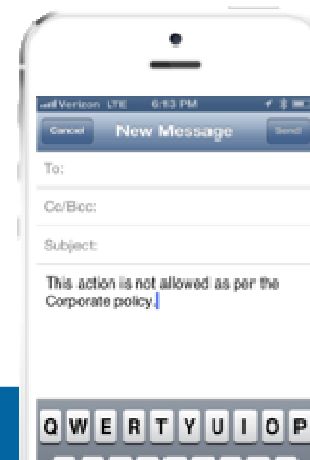 Verizon LTE 6:13 PM
Cancel New Message Send
To:
Cc/Bcc:
Subject:
This action is not allowed as per the
Corporate policy.
Q W E R T Y U I O P